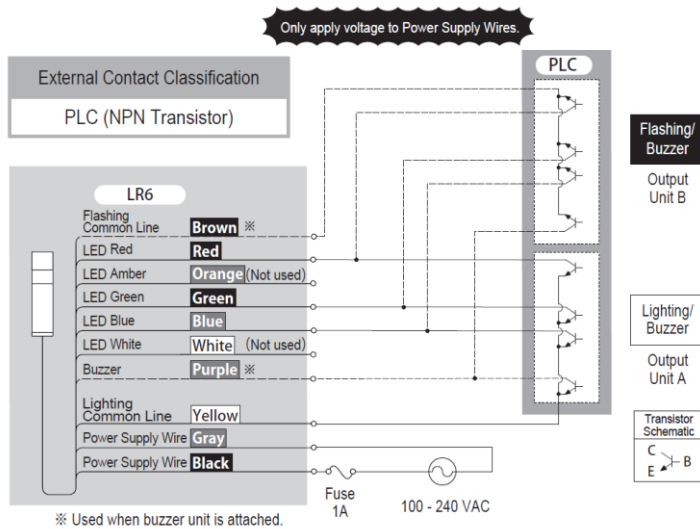 Only apply voltage to Power Supply Wires.
External Contact Classification
PLC (NPN Transistor)
PLC
Flashing/
Buzzer
Output
Unit B
LR6
Flashing
Common Line Brown ※
LED Red Red
LED Amber Orange (Not used)
LED Green Green
LED Blue Blue
LED White White (Not used)
Buzzer Purple ※
Lighting
Common Line Yellow
Power Supply Wire Gray
Power Supply Wire Black
Fuse
1A
100 - 240 VAC
Lighting/
Buzzer
Output
Unit A
Transistor
Schematic
C
B
E
※ Used when buzzer unit is attached.